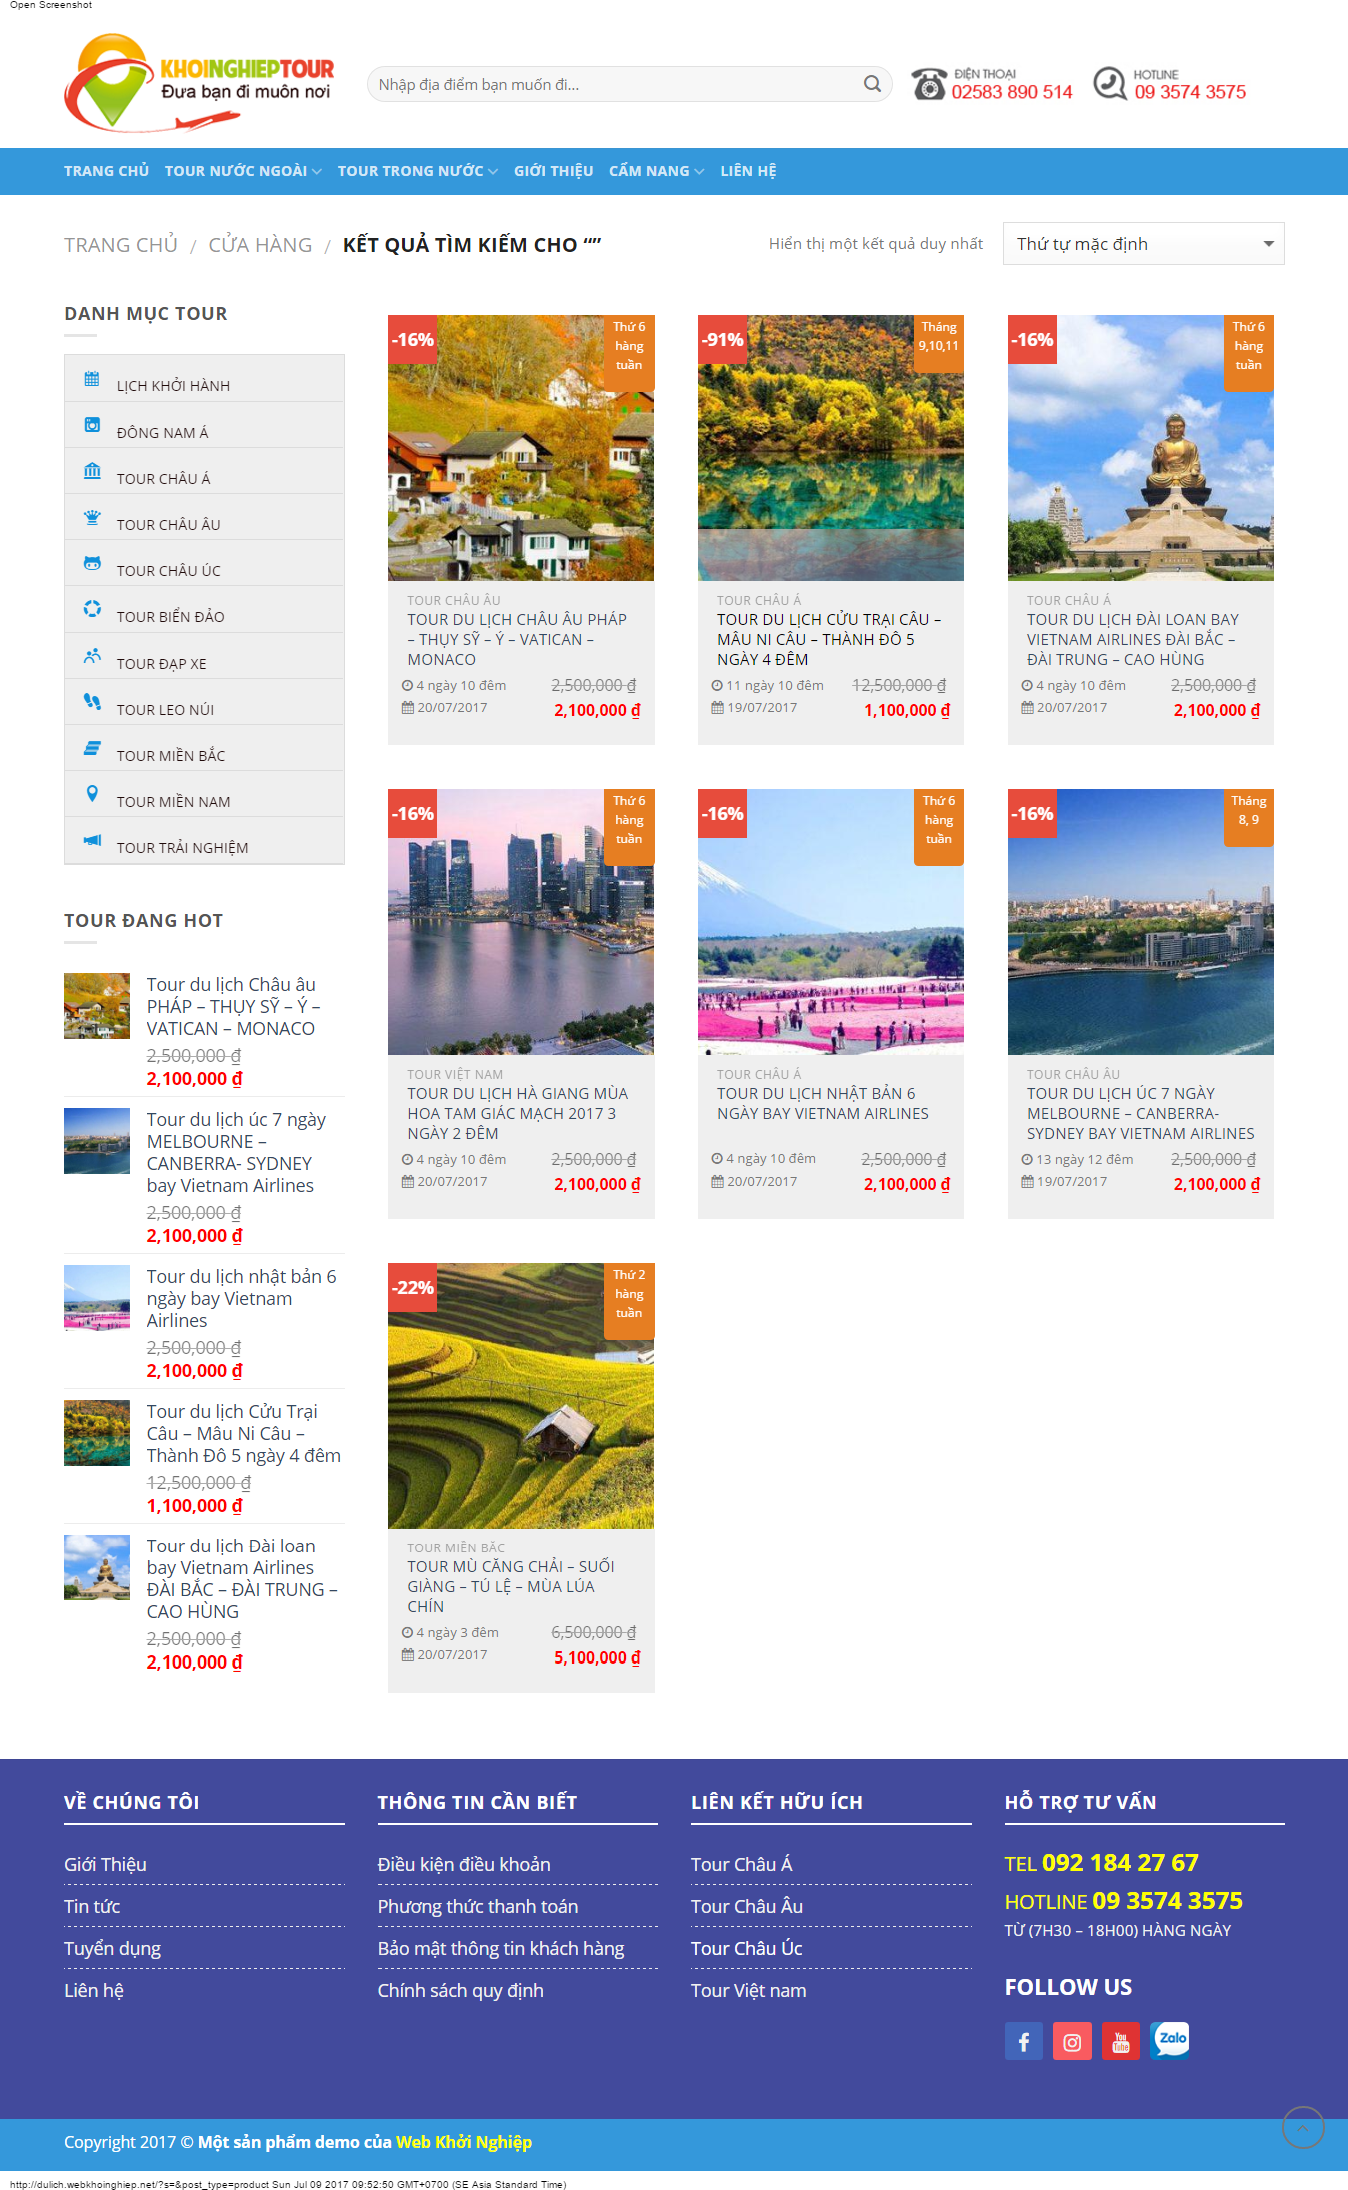 Open Screenshot
KHOINGHIEPTOUR
Đưa bạn đi muôn nơi
Nhập địa điểm bạn muốn đi...
ĐIỆN THOẠI
02583 890 514
HOTLINE
09 3574 3575
TRANG CHỦ TOUR NƯỚC NGOÀI TOUR TRONG NƯỚC GIỚI THIỆU CẨM NANG LIÊN HỆ
TRANG CHỦ / CỬA HÀNG / KẾT QUẢ TÌM KIẾM CHO “”
Hiển thị một kết quả duy nhất
Thứ tự mặc định
DANH MỤC TOUR
LỊCH KHỞI HÀNH
ĐÔNG NAM Á
TOUR CHÂU Á
TOUR CHÂU ÂU
TOUR CHÂU ÚC
TOUR BIỂN ĐẢO
TOUR ĐẠP XE
TOUR LEO NÚI
TOUR MIỀN BẮC
TOUR MIỀN NAM
TOUR TRẢI NGHIỆM
TOUR ĐANG HOT
Tour du lịch Châu âu
PHÁP – THỤY SỸ – Ý –
VATICAN – MONACO
2,500,000 ₫
2,100,000 ₫
Tour du lịch úc 7 ngày
MELBOURNE –
CANBERRA- SYDNEY
bay Vietnam Airlines
2,500,000 ₫
2,100,000 ₫
Tour du lịch nhật bản 6
ngày bay Vietnam
Airlines
2,500,000 ₫
2,100,000 ₫
Tour du lịch Cửu Trại
Câu – Mâu Ni Câu –
Thành Đô 5 ngày 4 đêm
12,500,000 ₫
1,100,000 ₫
Tour du lịch Đài loan
bay Vietnam Airlines
ĐÀI BẮC – ĐÀI TRUNG –
CAO HÙNG
2,500,000 ₫
2,100,000 ₫
-16%
Thứ 6
hàng
tuần
TOUR CHÂU ÂU
TOUR DU LỊCH CHÂU ÂU PHÁP
– THỤY SỸ – Ý – VATICAN –
MONACO
4 ngày 10 đêm
2,500,000 ₫
20/07/2017
2,100,000 ₫
-91%
Tháng
9,10,11
TOUR CHÂU Á
TOUR DU LỊCH CỬU TRẠI CÂU –
MÂU NI CÂU – THÀNH ĐÔ 5
NGÀY 4 ĐÊM
11 ngày 10 đêm
12,500,000 ₫
19/07/2017
1,100,000 ₫
-16%
Thứ 6
hàng
tuần
TOUR CHÂU Á
TOUR DU LỊCH ĐÀI LOAN BAY
VIETNAM AIRLINES ĐÀI BẮC –
ĐÀI TRUNG – CAO HÙNG
4 ngày 10 đêm
2,500,000 ₫
20/07/2017
2,100,000 ₫
-16%
Thứ 6
hàng
tuần
TOUR VIỆT NAM
TOUR DU LỊCH HÀ GIANG MÙA
HOA TAM GIÁC MẠCH 2017 3
NGÀY 2 ĐÊM
4 ngày 10 đêm
2,500,000 ₫
20/07/2017
2,100,000 ₫
-16%
Thứ 6
hàng
tuần
TOUR CHÂU Á
TOUR DU LỊCH NHẬT BẢN 6
NGÀY BAY VIETNAM AIRLINES
4 ngày 10 đêm
2,500,000 ₫
20/07/2017
2,100,000 ₫
-16%
Tháng
8, 9
TOUR CHÂU ÂU
TOUR DU LỊCH ÚC 7 NGÀY
MELBOURNE – CANBERRA-
SYDNEY BAY VIETNAM AIRLINES
13 ngày 12 đêm
2,500,000 ₫
19/07/2017
2,100,000 ₫
-22%
Thứ 2
hàng
tuần
TOUR MIỀN BẮC
TOUR MÙ CĂNG CHẢI – SUỐI
GIÀNG – TÚ LỆ – MÙA LÚA
CHÍN
4 ngày 3 đêm
6,500,000 ₫
20/07/2017
5,100,000 ₫
VỀ CHÚNG TÔI
Giới Thiệu
Tin tức
Tuyển dụng
Liên hệ
THÔNG TIN CẦN BIẾT
Điều kiện điều khoản
Phương thức thanh toán
Bảo mật thông tin khách hàng
Chính sách quy định
LIÊN KẾT HỮU ÍCH
Tour Châu Á
Tour Châu Âu
Tour Châu Úc
Tour Việt nam
HỖ TRỢ TƯ VẤN
TEL 092 184 27 67
HOTLINE 09 3574 3575
TỪ (7H30 – 18H00) HÀNG NGÀY
FOLLOW US
You
Tube
Zalo
Copyright 2017 © Một sản phẩm demo của Web Khởi Nghiệp
http://dulich.webkhoinghiep.net/?s=&post_type=product Sun Jul 09 2017 09:52:50 GMT+0700 (SE Asia Standard Time)